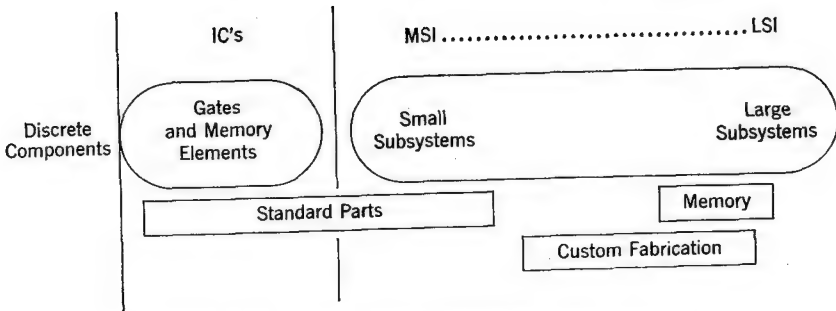 IC's
MSI......................................LSI
Discrete
Components
Gates
and Memory
Elements
Small
Subsystems
Large
Subsystems
Standard Parts
Memory
Custom Fabrication